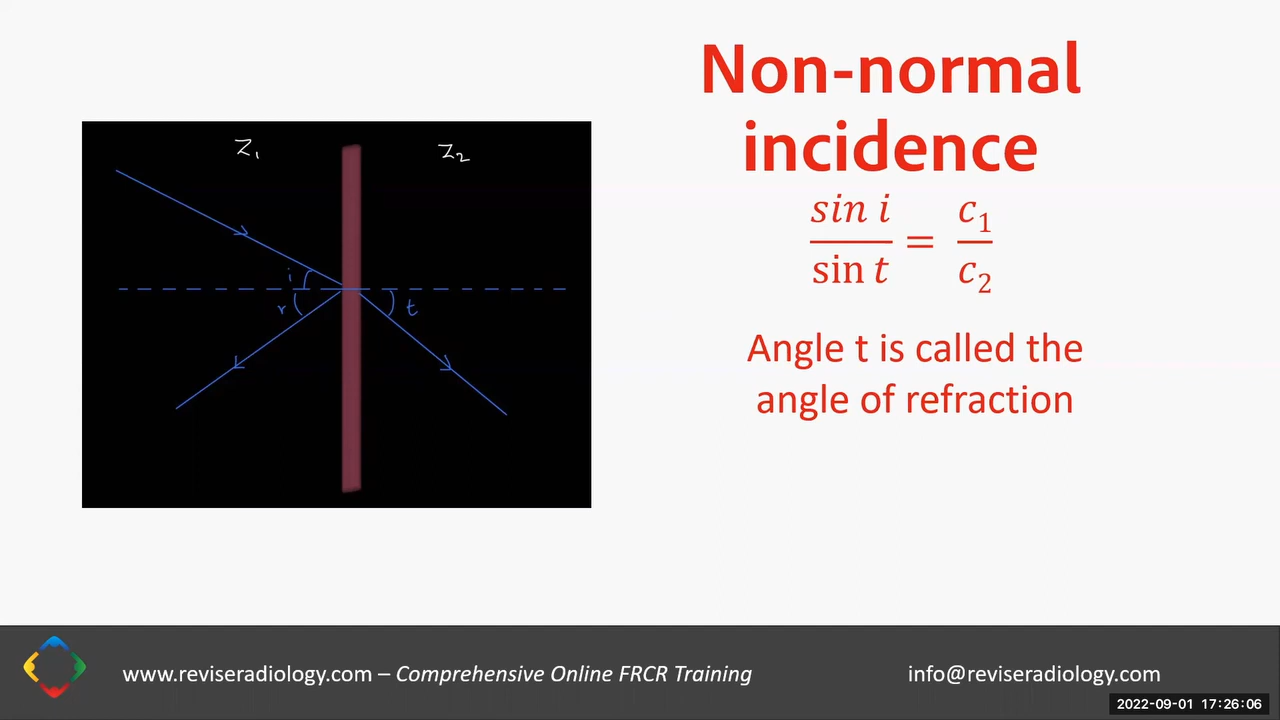 Non-normal
incidence
sin i / sin t = c₁ / c₂
Angle t is called the
angle of refraction
Z₁
Z₂
i
r
t
www.reviseradiology.com – Comprehensive Online FRCR Training
info@reviseradiology.com
2022-09-01 17:26:06